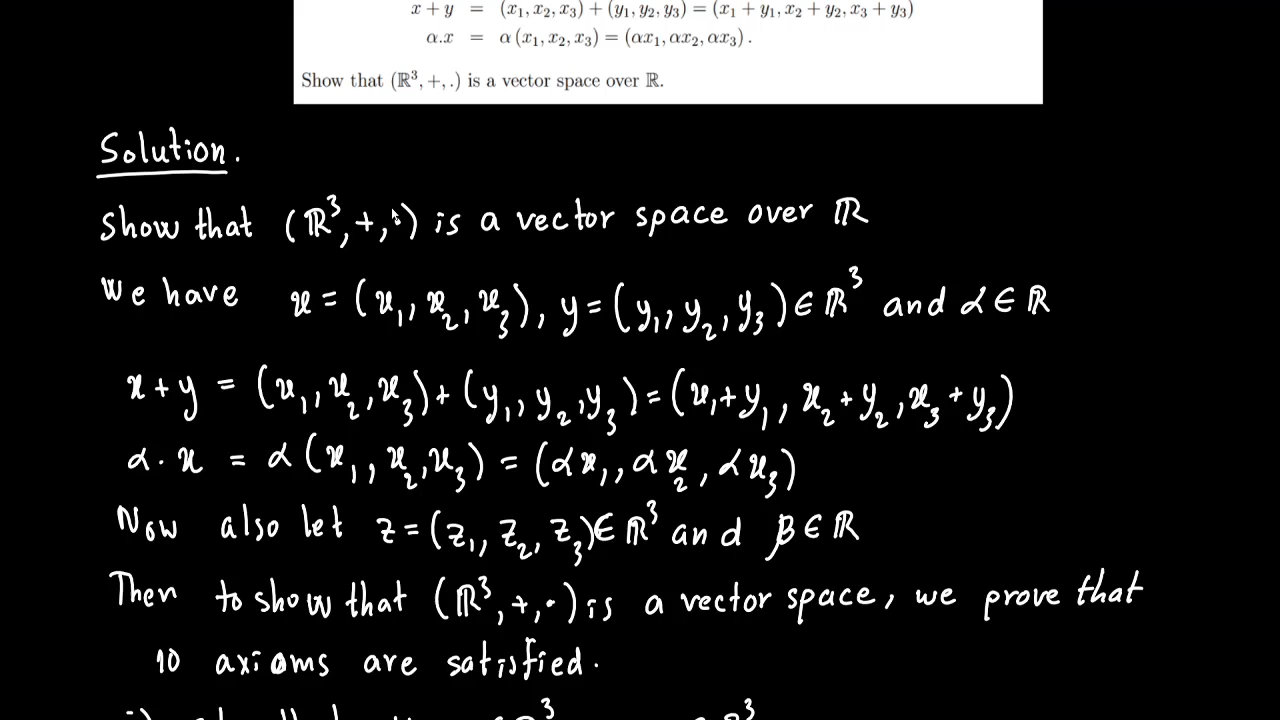 x + y = (x₁, x₂, x₃) + (y₁, y₂, y₃) = (x₁ + y₁, x₂ + y₂, x₃ + y₃)
α.x = α (x₁, x₂, x₃) = (αx₁, αx₂, αx₃) .
Show that (ℝ³, +, .) is a vector space over ℝ.
Solution.
Show that (ℝ³, +, ·) is a vector space over ℝ
We have x = (x₁, x₂, x₃), y = (y₁, y₂, y₃) ∈ ℝ³ and α ∈ ℝ
x + y = (x₁, x₂, x₃) + (y₁, y₂, y₃) = (x₁ + y₁, x₂ + y₂, x₃ + y₃)
α · x = α (x₁, x₂, x₃) = (αx₁, αx₂, αx₃)
Now also let z = (z₁, z₂, z₃) ∈ ℝ³ and β ∈ ℝ
Then to show that (ℝ³, +, ·) is a vector space, we prove that
10 axioms are satisfied.